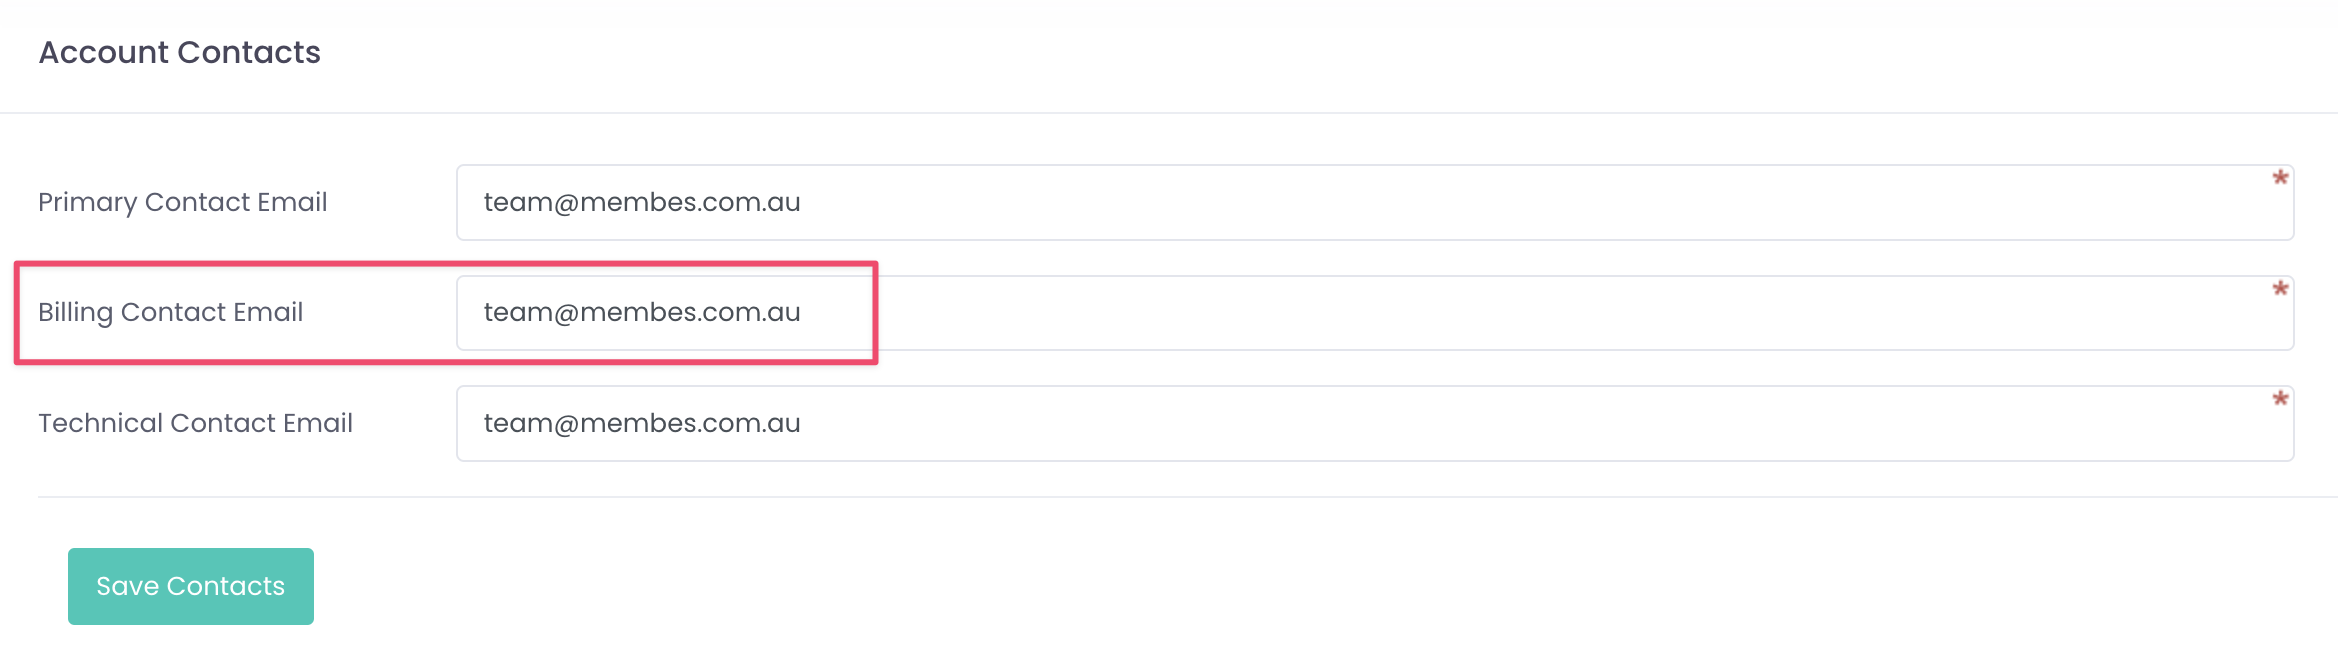 Account Contacts
Primary Contact Email team@membes.com.au *
Billing Contact Email team@membes.com.au *
Technical Contact Email team@membes.com.au *
Save Contacts